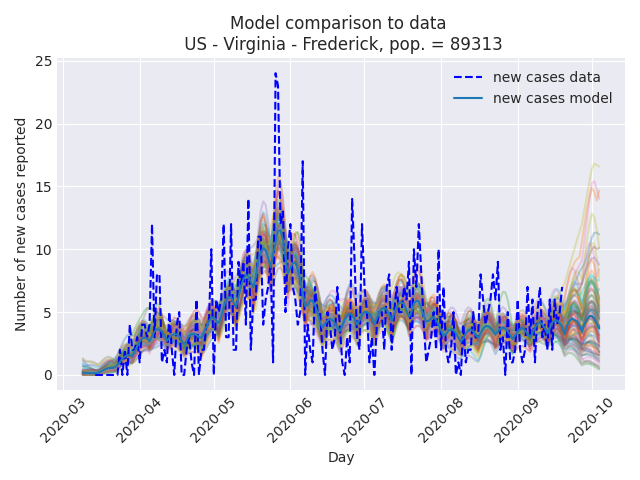 Model comparison to data
US - Virginia - Frederick, pop. = 89313
new cases data
new cases model
Number of new cases reported
25
20
15
10
5
0
2020-03
2020-04
2020-05
2020-06
2020-07
2020-08
2020-09
2020-10
Day